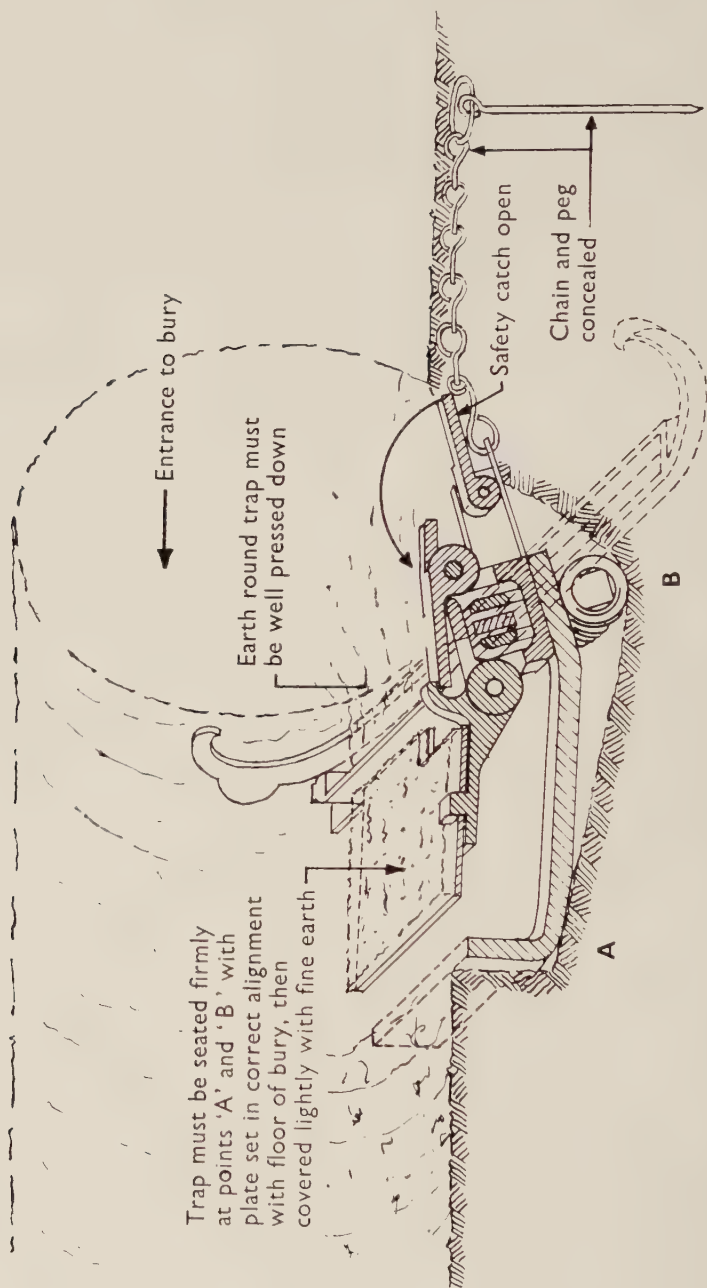 Trap must be seated firmly
at points ‘A’ and ‘B’ with
plate set in correct alignment
with floor of bury, then
covered lightly with fine earth
Earth round trap must
be well pressed down
Entrance to bury
Safety catch open
Chain and peg
concealed
A
B